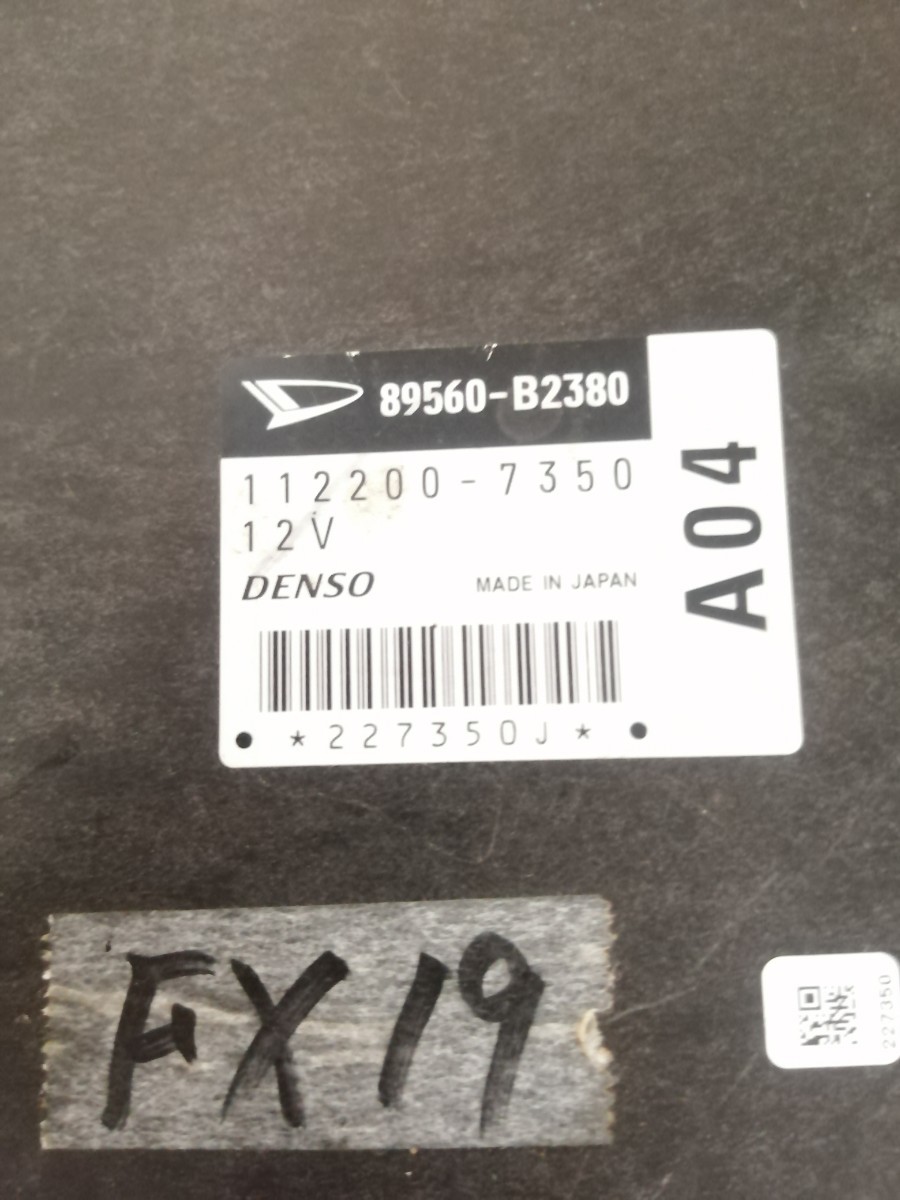 89560-B2380
112200-7350
12V
DENSO MADE IN JAPAN
*227350J*
A04
FX19
227350